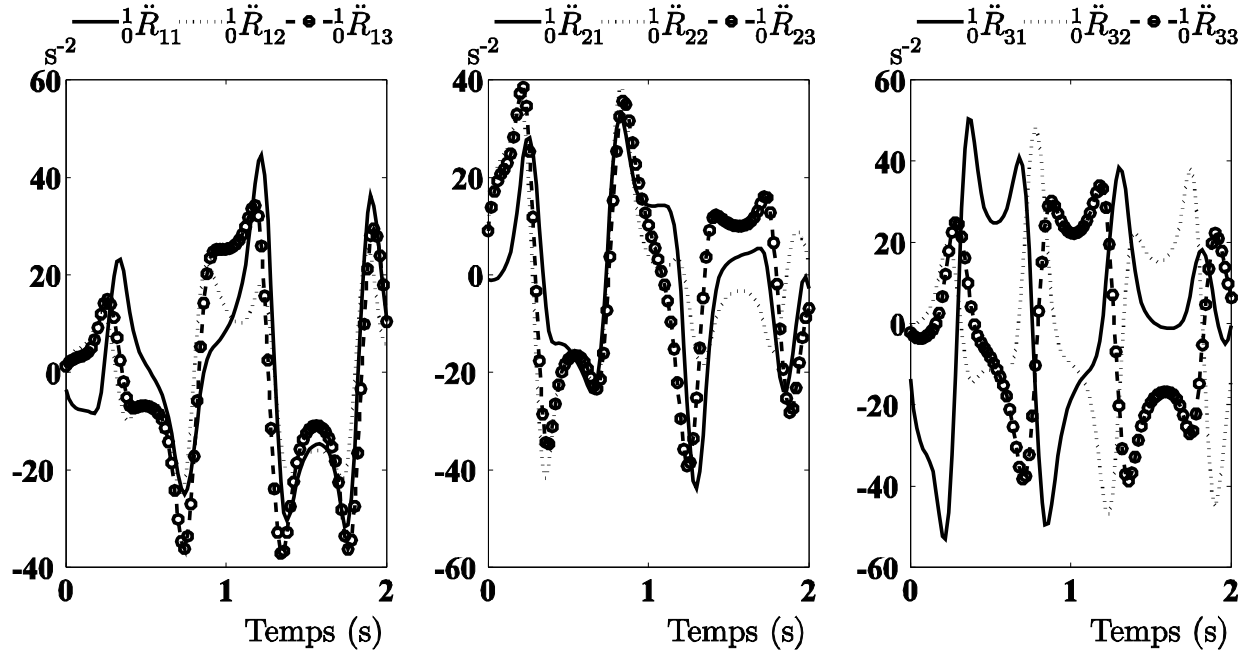 ¹₀R̈₁₁ ¹₀R̈₁₂ ¹₀R̈₁₃
s⁻²
60
40
20
0
-20
-40
0 1 2
Temps (s)
¹₀R̈₂₁ ¹₀R̈₂₂ ¹₀R̈₂₃
s⁻²
40
20
0
-20
-40
-60
0 1 2
Temps (s)
¹₀R̈₃₁ ¹₀R̈₃₂ ¹₀R̈₃₃
s⁻²
60
40
20
0
-20
-40
-60
0 1 2
Temps (s)